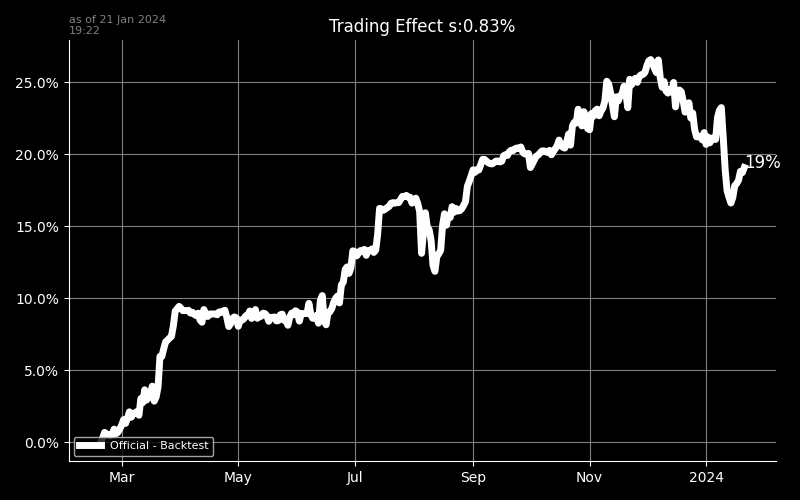 as of 21 Jan 2024
19:22
Trading Effect s:0.83%
25.0%
20.0%
19%
15.0%
10.0%
5.0%
0.0%
Official - Backtest
Mar May Jul Sep Nov 2024